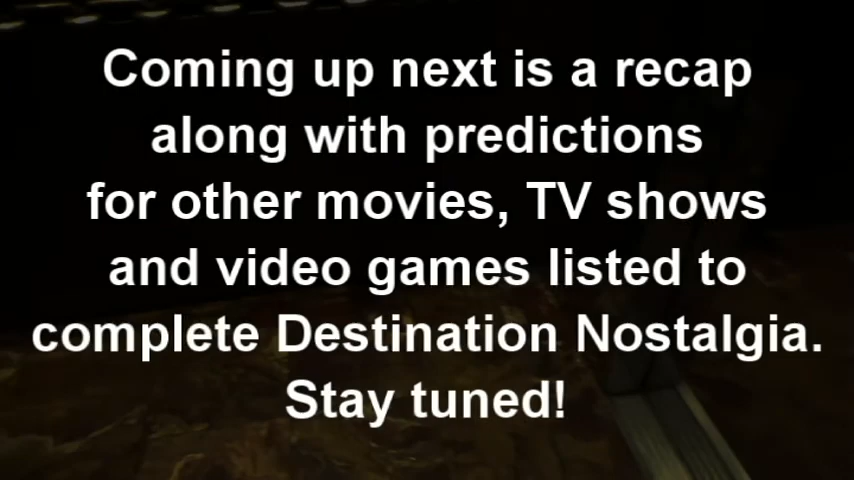 Coming up next is a recap
along with predictions
for other movies, TV shows
and video games listed to
complete Destination Nostalgia.
Stay tuned!